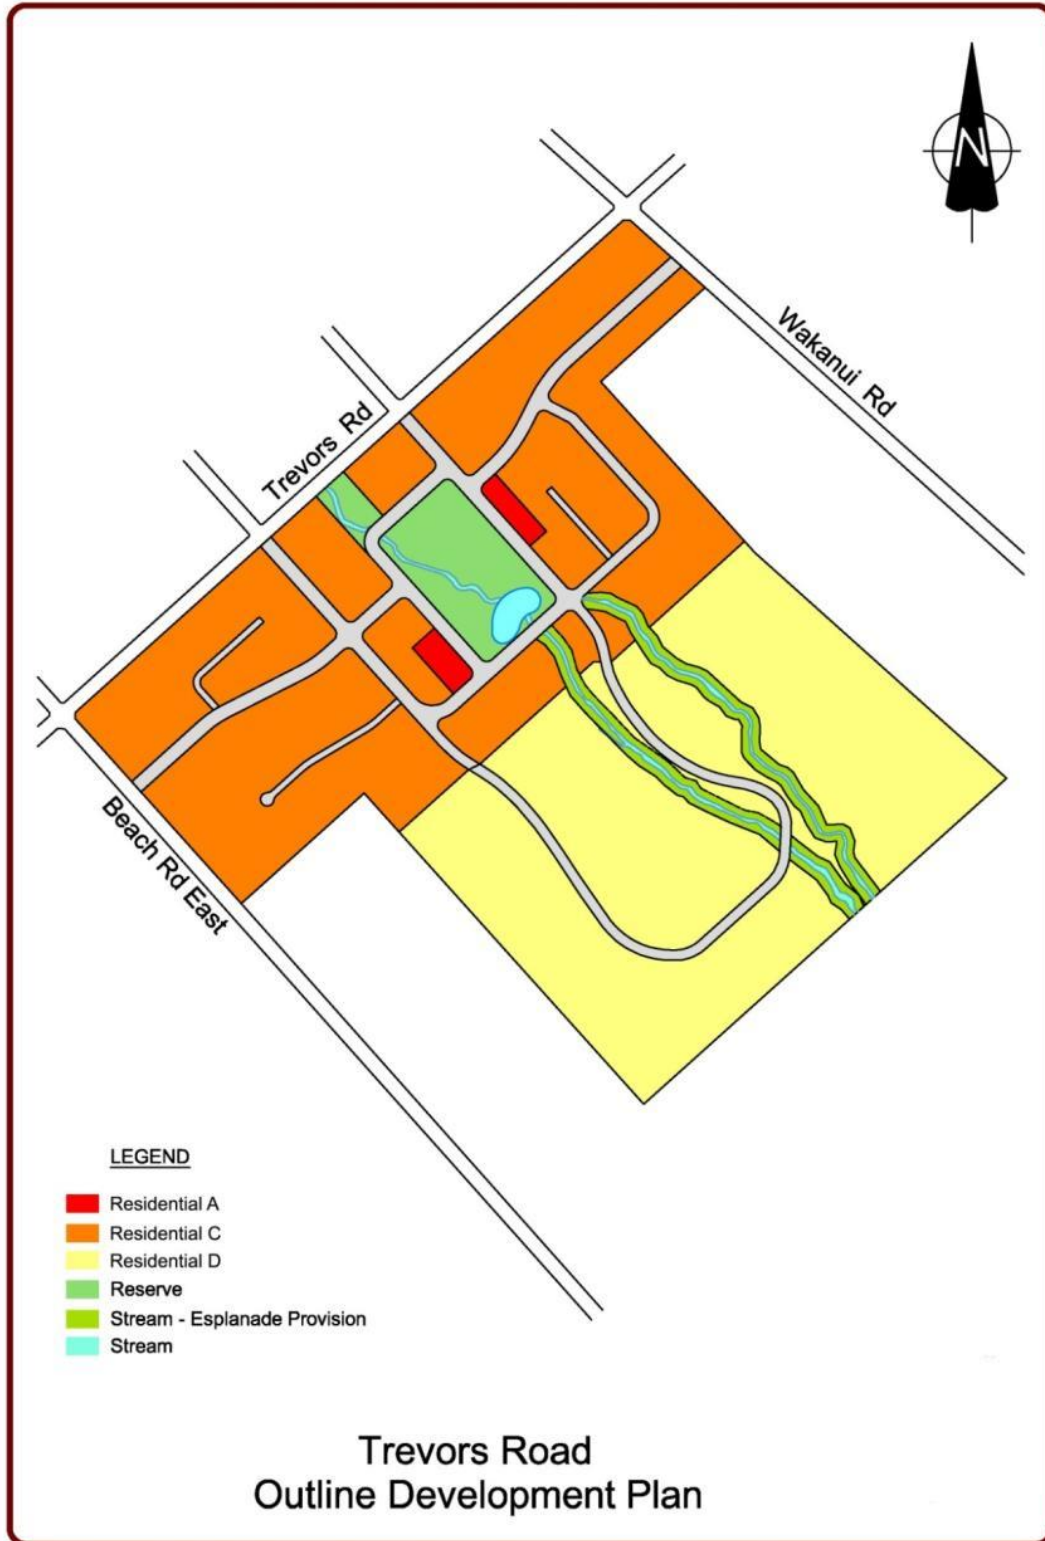 N
Wakanui Rd
Trevors Rd
Beach Rd East
LEGEND
Residential A
Residential C
Residential D
Reserve
Stream - Esplanade Provision
Stream
Trevors Road
Outline Development Plan